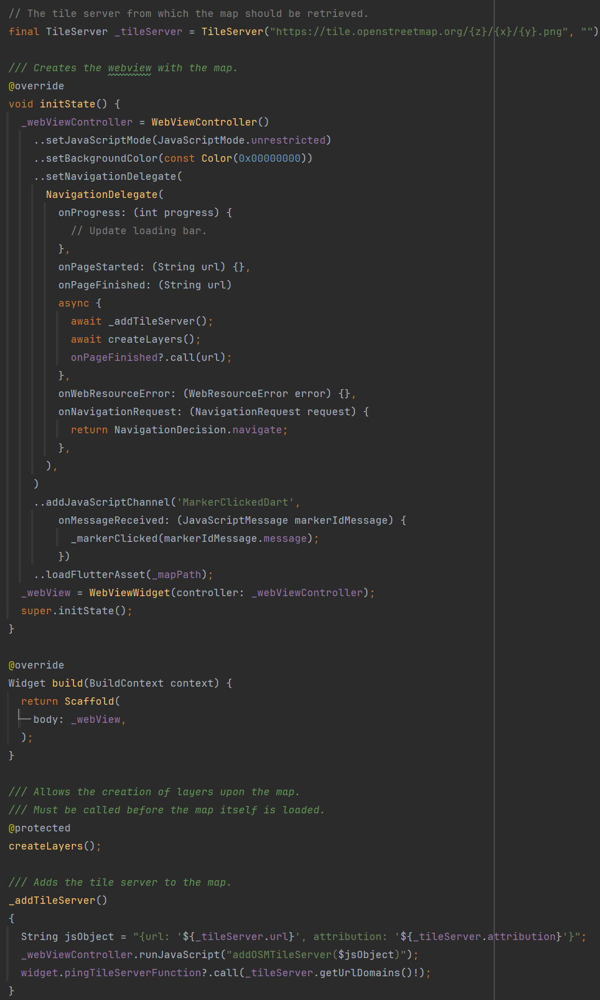 // The tile server from which the map should be retrieved.
final TileServer _tileServer = TileServer("https://tile.openstreetmap.org/{z}/{x}/{y}.png", "")
/// Creates the webview with the map.
@override
void initState() {
  _webViewController = WebViewController()
    ..setJavaScriptMode(JavaScriptMode.unrestricted)
    ..setBackgroundColor(const Color(0x00000000))
    ..setNavigationDelegate(
      NavigationDelegate(
        onProgress: (int progress) {
          // Update loading bar.
        },
        onPageStarted: (String url) {},
        onPageFinished: (String url)
        async {
          await _addTileServer();
          await createLayers();
          onPageFinished?.call(url);
        },
        onWebResourceError: (WebResourceError error) {},
        onNavigationRequest: (NavigationRequest request) {
          return NavigationDecision.navigate;
        },
      ),
    )
    ..addJavaScriptChannel('MarkerClickedDart',
        onMessageReceived: (JavaScriptMessage markerIdMessage) {
          _markerClicked(markerIdMessage.message);
        })
    ..loadFlutterAsset(_mapPath);
  _webView = WebViewWidget(controller: _webViewController);
  super.initState();
}
@override
Widget build(BuildContext context) {
  return Scaffold(
    body: _webView,
  );
}
/// Allows the creation of layers upon the map.
/// Must be called before the map itself is loaded.
@protected
createLayers();
/// Adds the tile server to the map.
_addTileServer()
{
  String jsObject = "{url: '${_tileServer.url}', attribution: '${_tileServer.attribution}'}";
  _webViewController.runJavaScript("addOSMTileServer($jsObject)");
  widget.pingTileServerFunction?.call(_tileServer.getUrlDomains()!);
}